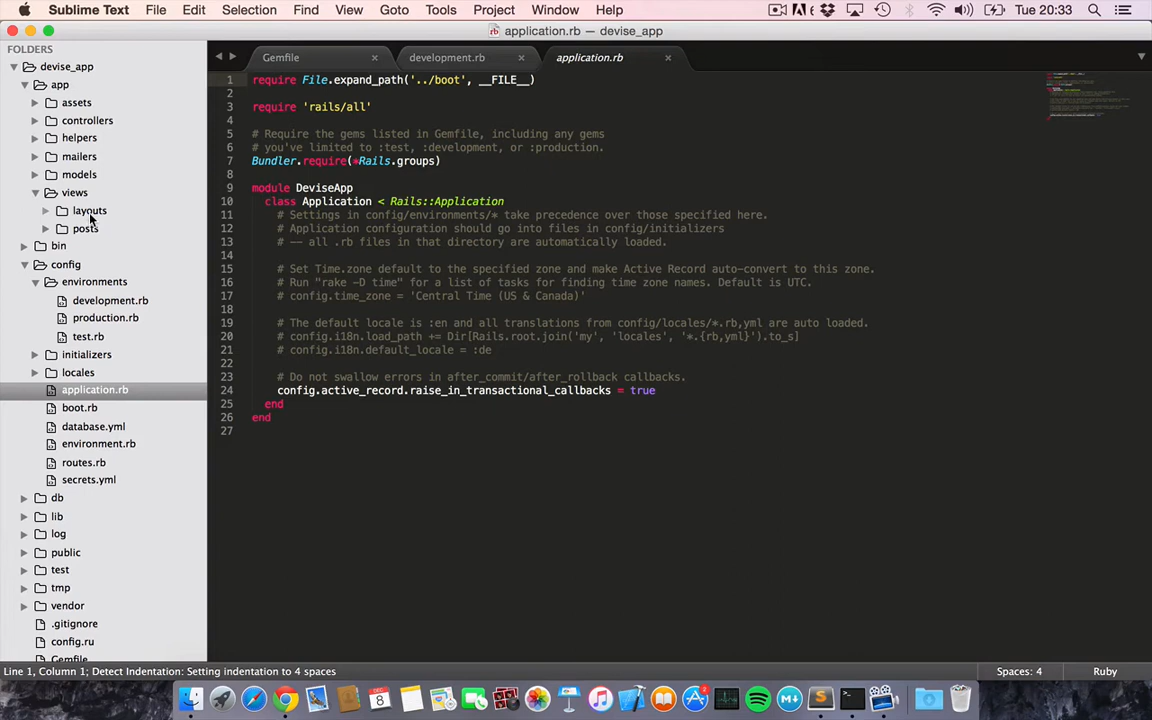 Sublime Text File Edit Selection Find View Goto Tools Project Window Help
6 Tue 20:33
application.rb — devise_app
FOLDERS
devise_app
app
assets
controllers
helpers
mailers
models
views
layouts
posts
bin
config
environments
development.rb
production.rb
test.rb
initializers
locales
application.rb
boot.rb
database.yml
environment.rb
routes.rb
secrets.yml
db
lib
log
public
test
tmp
vendor
.gitignore
config.ru
Gemfile
Gemfile development.rb application.rb
1 require File.expand_path('../boot', __FILE__)
2
3 require 'rails/all'
4
5 # Require the gems listed in Gemfile, including any gems
6 # you've limited to :test, :development, or :production.
7 Bundler.require(*Rails.groups)
8
9 module DeviseApp
10 class Application < Rails::Application
11 # Settings in config/environments/* take precedence over those specified here.
12 # Application configuration should go into files in config/initializers
13 # -- all .rb files in that directory are automatically loaded.
14
15 # Set Time.zone default to the specified zone and make Active Record auto-convert to this zone.
16 # Run "rake -D time" for a list of tasks for finding time zone names. Default is UTC.
17 # config.time_zone = 'Central Time (US & Canada)'
18
19 # The default locale is :en and all translations from config/locales/*.rb,yml are auto loaded.
20 # config.i18n.load_path += Dir[Rails.root.join('my', 'locales', '*.{rb,yml}').to_s]
21 # config.i18n.default_locale = :de
22
23 # Do not swallow errors in after_commit/after_rollback callbacks.
24 config.active_record.raise_in_transactional_callbacks = true
25 end
26 end
27
Line 1, Column 1; Detect Indentation: Setting indentation to 4 spaces Spaces: 4 Ruby
8
2